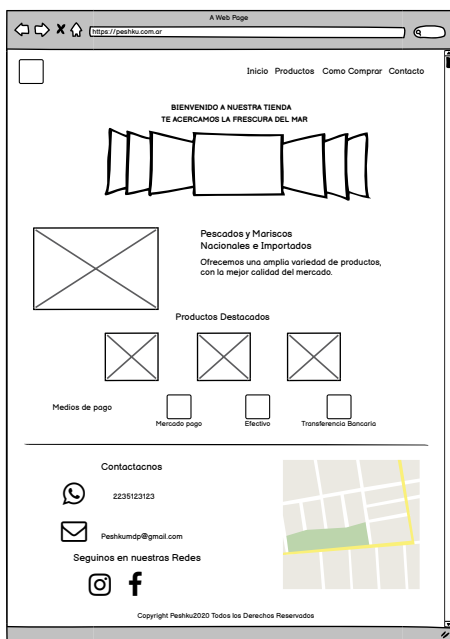 A Web Page
https://peshku.com.ar
Inicio Productos Como Comprar Contacto
BIENVENIDO A NUESTRA TIENDA
TE ACERCAMOS LA FRESCURA DEL MAR
Pescados y Mariscos
Nacionales e Importados
Ofrecemos una amplia variedad de productos,
con la mejor calidad del mercado.
Productos Destacados
Medios de pago
Mercado pago Efectivo Transferencia Bancaria
Contactacnos
2235123123
Peshkumdp@gmail.com
Seguinos en nuestras Redes
Copyright Peshku2020 Todos los Derechos Reservados